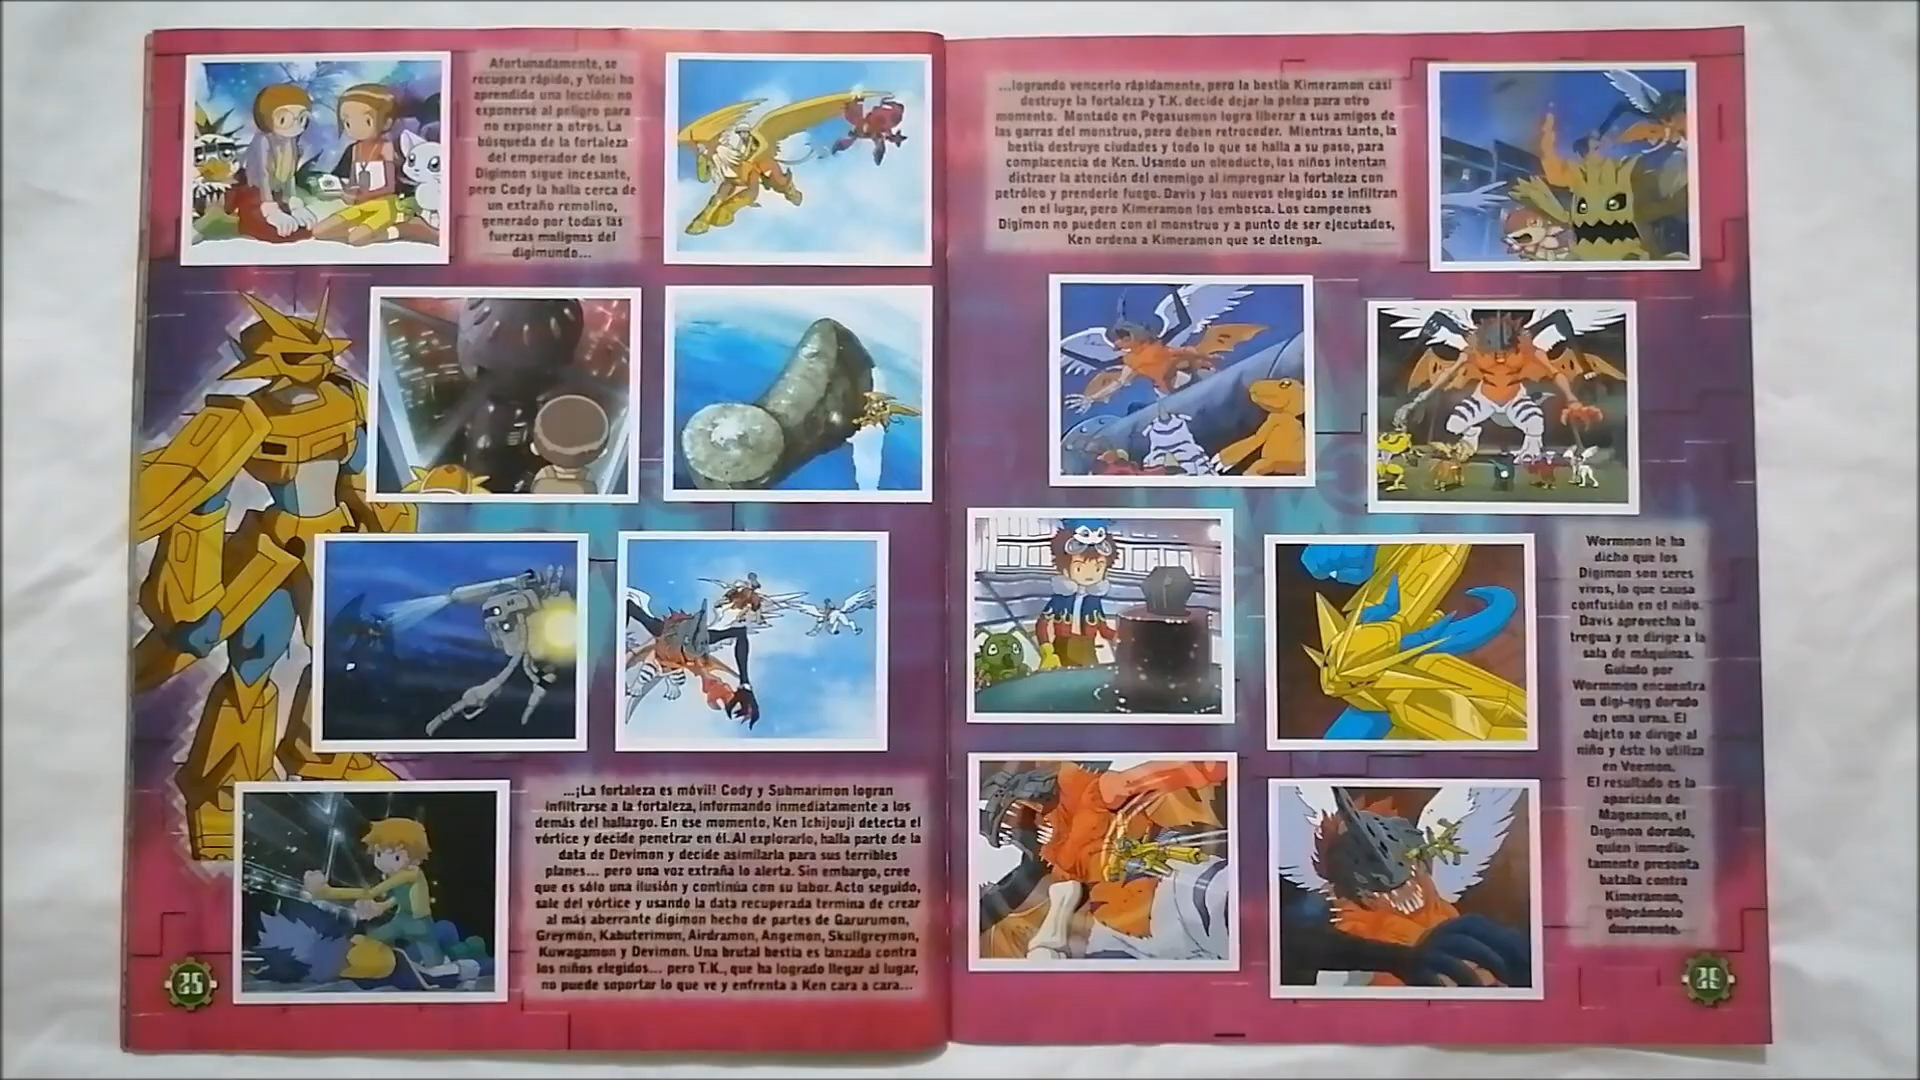 Afortunadamente, se
recupera rápido, y Yolei ha
aprendido una lección: no
exponerse al peligro para
no exponer a otros. La
búsqueda de la fortaleza
del emperador de los
Digimon sigue incesante,
pero Cody la halla cerca de
un extraño remolino,
generado por todas las
fuerzas malignas del
digimundo...
...¡La fortaleza es móvil! Cody y Submarimon logran
infiltrarse a la fortaleza, informando inmediatamente a los
demás del hallazgo. En ese momento, Ken Ichijouji detecta el
vórtice y decide penetrar en él. Al explorarlo, halla parte de la
data de Devimon y decide asimilarla para sus terribles
planes... pero una voz extraña lo alerta. Sin embargo, cree
que es sólo una ilusión y continúa con su labor. Acto seguido,
sale del vórtice y usando la data recuperada termina de crear
al más aberrante digimon hecho de partes de Garurumon,
Greymon, Kabuterimon, Airdramon, Angemon, Skullgreymon,
Kuwagamon y Devimon. Una brutal bestia es lanzada contra
los niños elegidos... pero T.K., que ha logrado llegar al lugar,
no puede soportar lo que ve y enfrenta a Ken cara a cara...
25
...logrando vencerlo rápidamente, pero la bestia Kimeramon casi
destruye la fortaleza y T.K. decide dejar la pelea para otro
momento. Montado en Pegasusmon logra liberar a sus amigos de
las garras del monstruo, pero deben retroceder. Mientras tanto, la
bestia destruye ciudades y todo lo que se halla a su paso, para
complacencia de Ken. Usando un oleoducto, los niños intentan
distraer la atención del enemigo al impregnar la fortaleza con
petróleo y prenderle fuego. Davis y los nuevos elegidos se infiltran
en el lugar, pero Kimeramon los embosca. Los campeones
Digimon no pueden con el monstruo y a punto de ser ejecutados,
Ken ordena a Kimeramon que se detenga.
Wormmon le ha
dicho que los
Digimon son seres
vivos, lo que causa
confusión en el niño.
Davis aprovecha la
tregua y se dirige a la
sala de máquinas.
Guiado por
Wormmon encuentra
un digi-egg dorado
en una urna. El
objeto se dirige al
niño y éste lo utiliza
en Veemon.
El resultado es la
aparición de
Magnamon, el
Digimon dorado,
quien inmedia-
tamente presenta
batalla contra
Kimeramon,
golpeándolo
duramente.